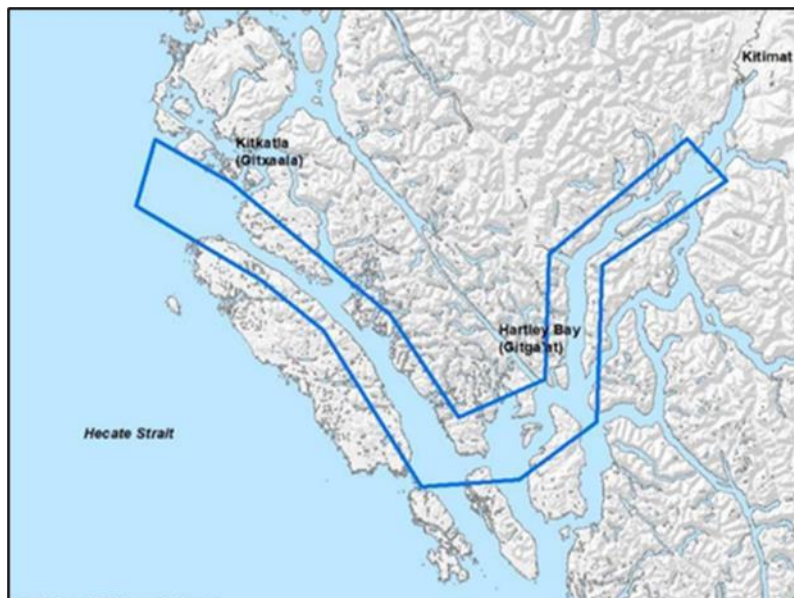 Kitimat
Kitkatla
(Gitxaala)
Hartley Bay
(Gitga'at)
Hecate Strait